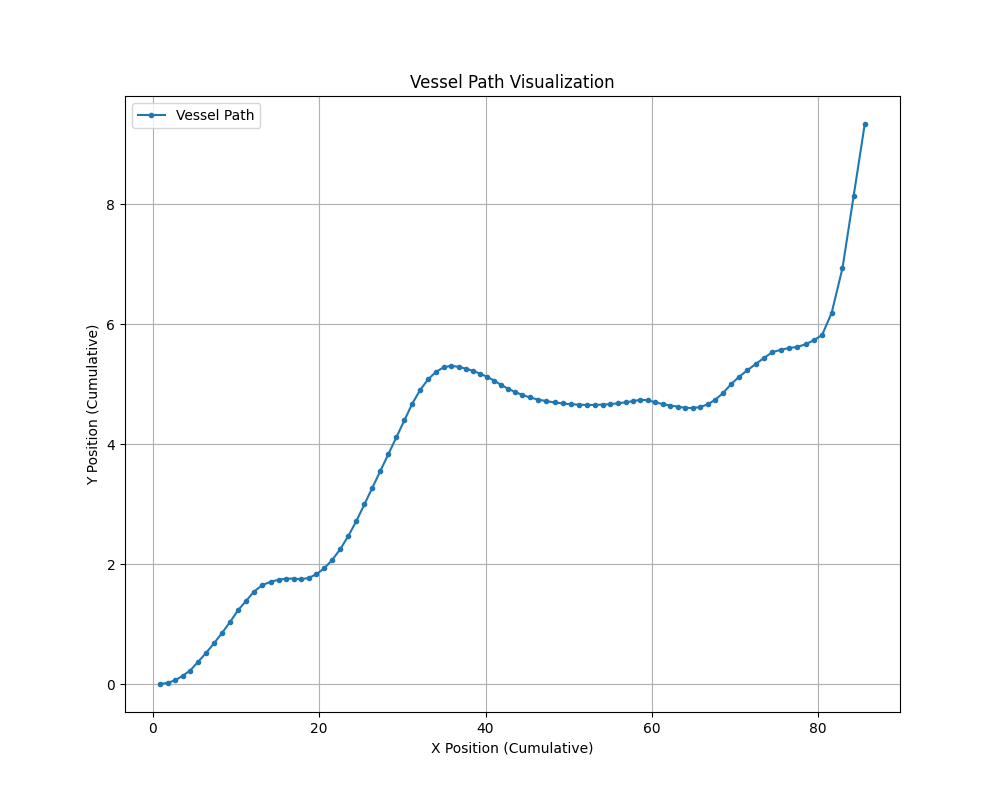 Vessel Path Visualization
Vessel Path
Y Position (Cumulative)
8
6
4
2
0
0 20 40 60 80
X Position (Cumulative)